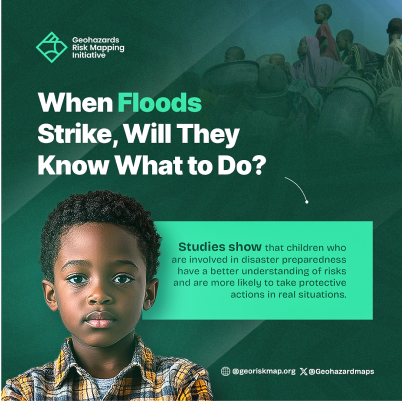 Geohazards
Risk Mapping
Initiative
When Floods
Strike, Will They
Know What to Do?
Studies show that children who
are involved in disaster preparedness
have a better understanding of risks
and are more likely to take protective
actions in real situations.
@georiskmap.org X @Geohazardmaps